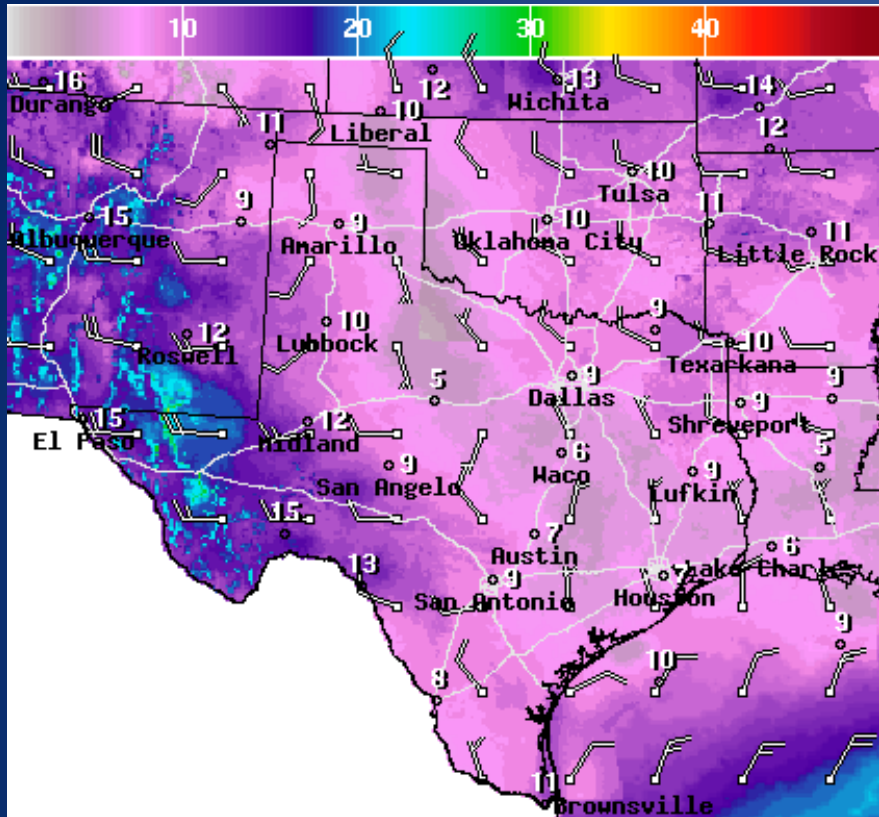 10 20 30 40
16 12 13 14
Durango Wichita
11 10 12
Liberal
10
Tulsa
15 9 9 10 11 11
Albuquerque Amarillo Oklahoma City Little Rock
12 10 9 10
Roswell Lubbock Texarkana
5 9 9 9
Dallas
15 12 Shreveport
El Paso Midland
9 6 9 5
San Angelo Waco Lufkin
15 7 6
Austin
13 9 7 Lake Charles
San Antonio Houston
9
8 10
11
Brownsville